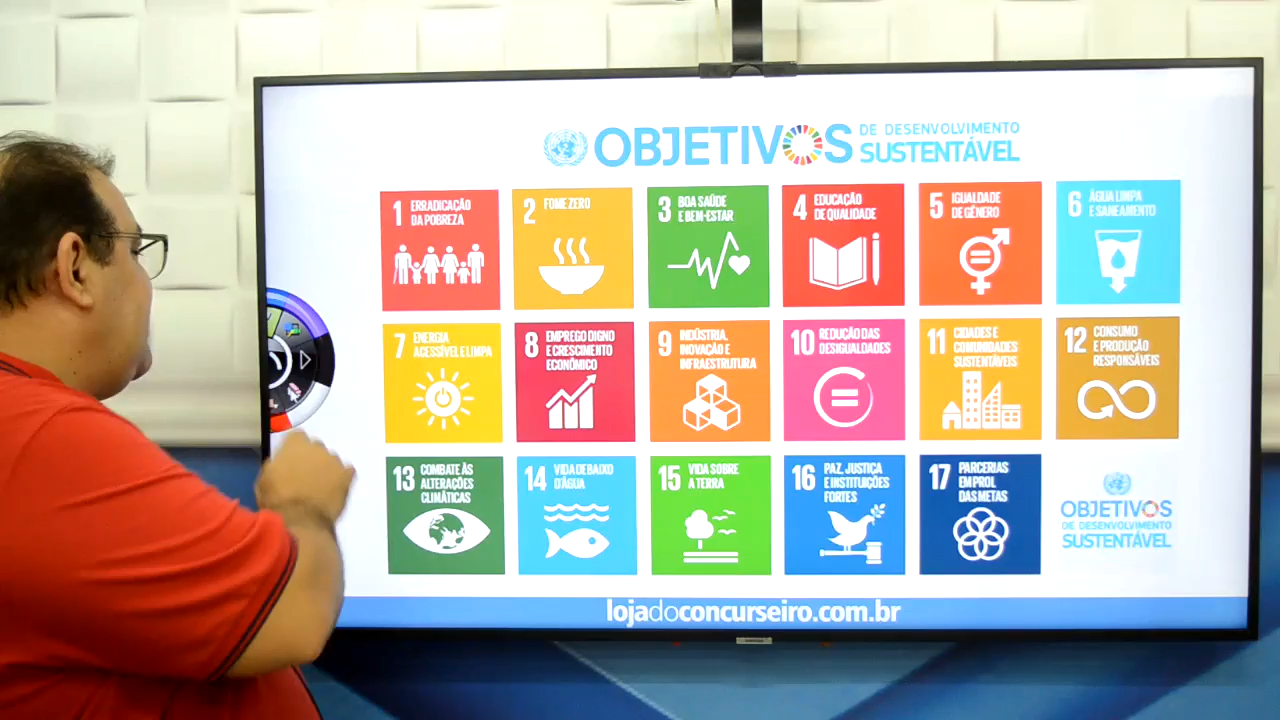 OBJETIVOS
DE DESENVOLVIMENTO
SUSTENTÁVEL
1 ERRADICAÇÃO
DA POBREZA
2 FOME ZERO
3 BOA SAÚDE
E BEM-ESTAR
4 EDUCAÇÃO
DE QUALIDADE
5 IGUALDADE
DE GÊNERO
6 ÁGUA LIMPA
E SANEAMENTO
7 ENERGIA
ACESSÍVEL E LIMPA
8 EMPREGO DIGNO
E CRESCIMENTO
ECONÔMICO
9 INDÚSTRIA,
INOVAÇÃO E
INFRAESTRUTURA
10 REDUÇÃO DAS
DESIGUALDADES
11 CIDADES E
COMUNIDADES
SUSTENTÁVEIS
12 CONSUMO
E PRODUÇÃO
RESPONSÁVEIS
13 COMBATE ÀS
ALTERAÇÕES
CLIMÁTICAS
14 VIDA DEBAIXO
D'ÁGUA
15 VIDA SOBRE
A TERRA
16 PAZ, JUSTIÇA
E INSTITUIÇÕES
FORTES
17 PARCERIAS
EM PROL
DAS METAS
OBJETIVOS
DE DESENVOLVIMENTO
SUSTENTÁVEL
lojadoconcurseiro.com.br